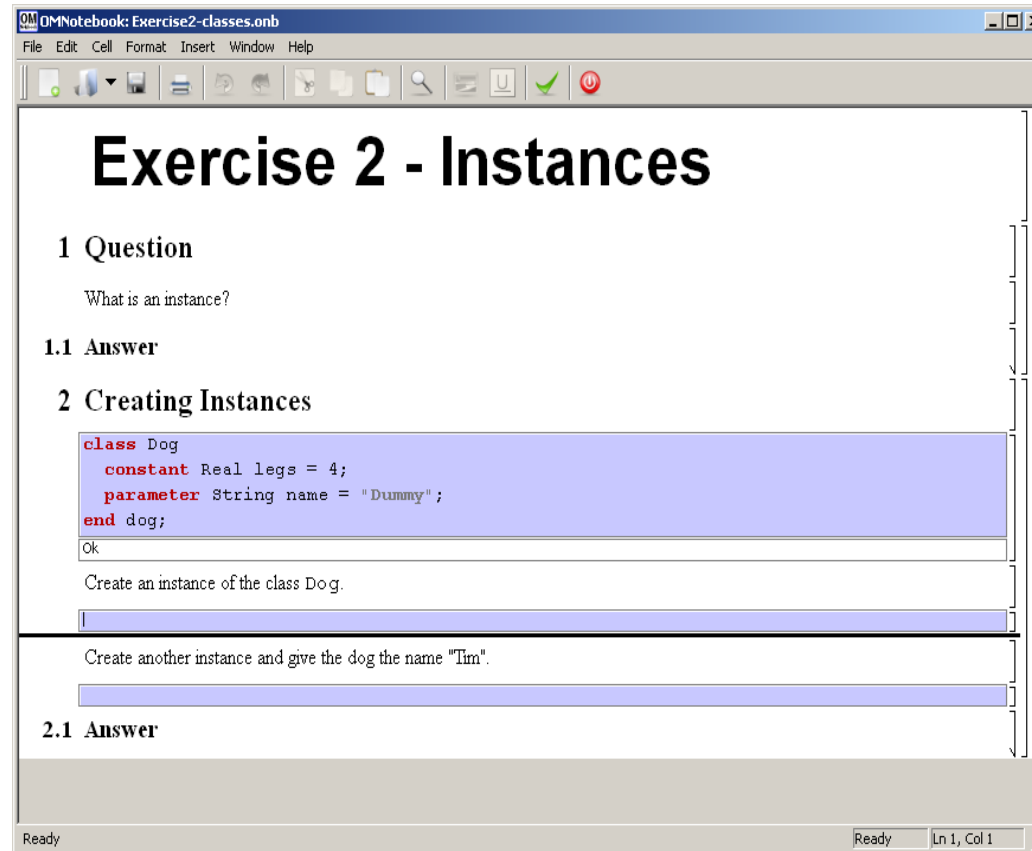 OMNotebook: Exercise2-classes.onb
File Edit Cell Format Insert Window Help
Exercise 2 - Instances
1 Question
What is an instance?
1.1 Answer
2 Creating Instances
class Dog
constant Real legs = 4;
parameter String name = "Dummy";
end dog;
Ok
Create an instance of the class Dog.
Create another instance and give the dog the name "Tim".
2.1 Answer
Ready Ready Ln 1, Col 1